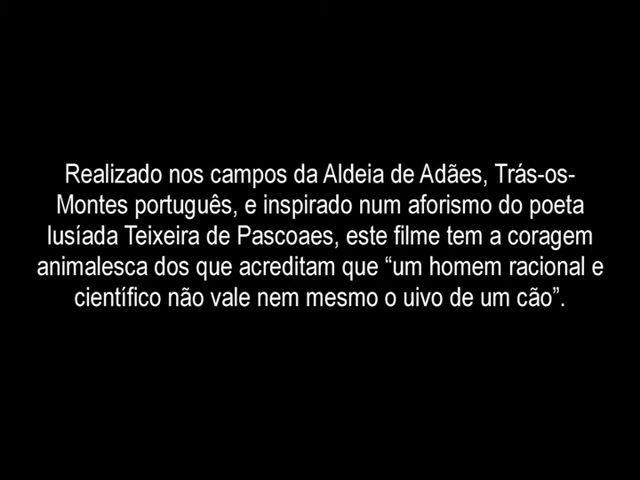 Realizado nos campos da Aldeia de Adães, Trás-os-
Montes português, e inspirado num aforismo do poeta
lusíada Teixeira de Pascoaes, este filme tem a coragem
animalesca dos que acreditam que “um homem racional e
científico não vale nem mesmo o uivo de um cão”.